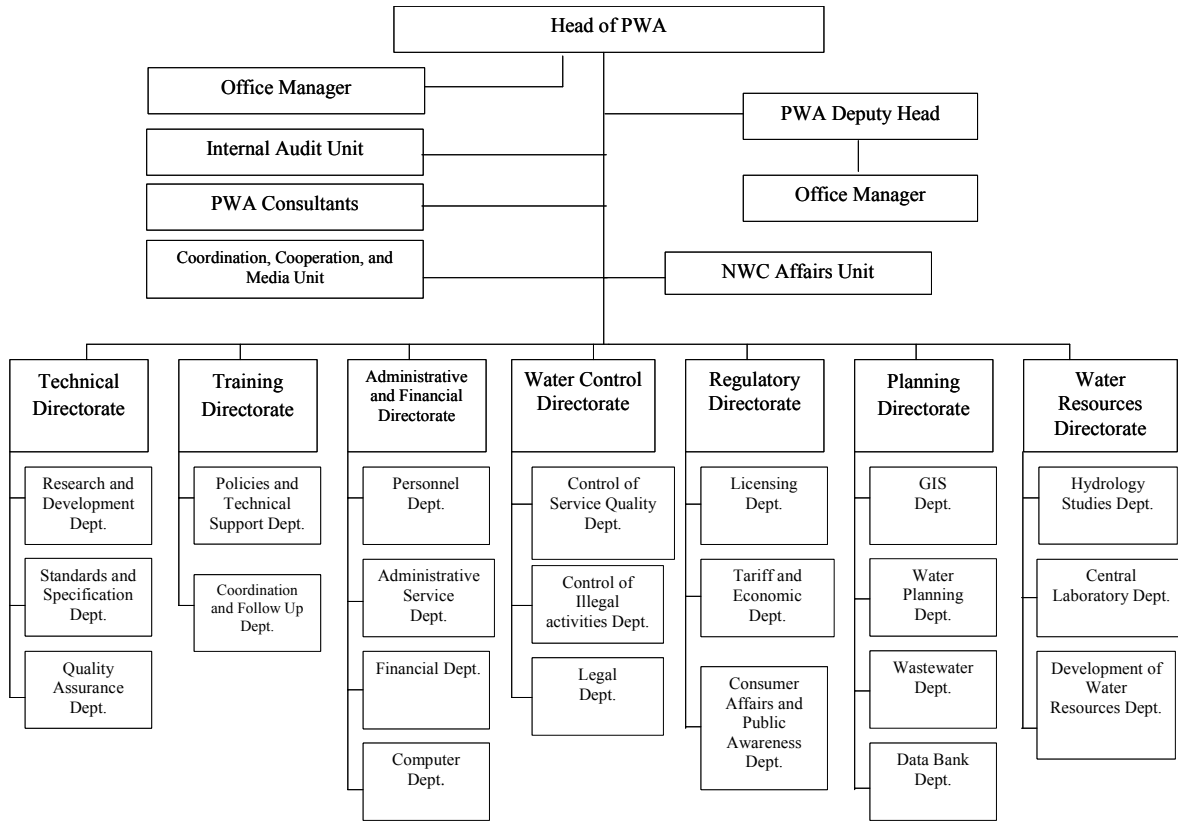 Head of PWA
Office Manager
PWA Deputy Head
Internal Audit Unit
Office Manager
PWA Consultants
Coordination, Cooperation, and
Media Unit
NWC Affairs Unit
Technical
Directorate
Research and
Development
Dept.
Standards and
Specification
Dept.
Quality
Assurance
Dept.
Training
Directorate
Policies and
Technical
Support Dept.
Coordination
and Follow Up
Dept.
Administrative
and Financial
Directorate
Personnel
Dept.
Administrative
Service
Dept.
Financial Dept.
Computer
Dept.
Water Control
Directorate
Control of
Service Quality
Dept.
Control of
Illegal
activities Dept.
Legal
Dept.
Regulatory
Directorate
Licensing
Dept.
Tariff and
Economic
Dept.
Consumer
Affairs and
Public
Awareness
Dept.
Planning
Directorate
GIS
Dept.
Water
Planning
Dept.
Wastewater
Dept.
Data Bank
Dept.
Water
Resources
Directorate
Hydrology
Studies Dept.
Central
Laboratory Dept.
Development of
Water
Resources Dept.